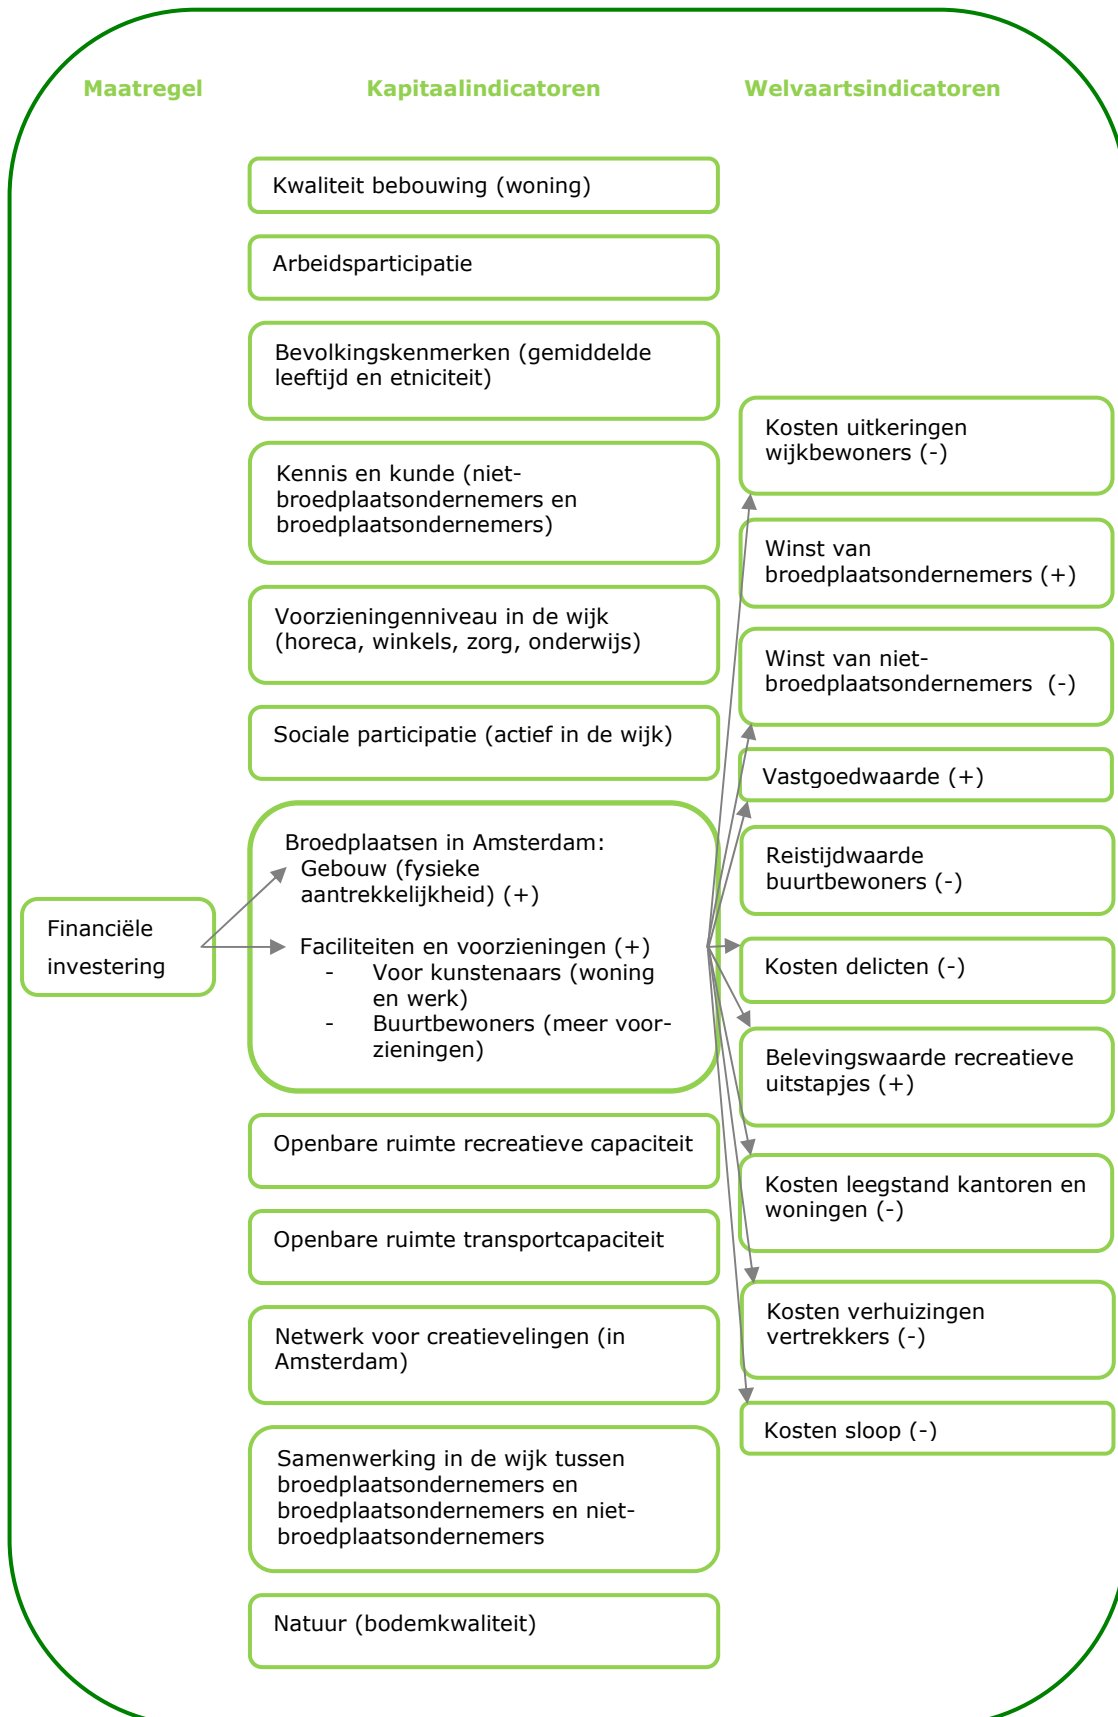 Maatregel
Kapitaalindicatoren
Welvaartsindicatoren
Financiële
investering
Kwaliteit bebouwing (woning)
Arbeidsparticipatie
Bevolkingskenmerken (gemiddelde
leeftijd en etniciteit)
Kennis en kunde (niet-
broedplaatsondernemers en
broedplaatsondernemers)
Voorzieningenniveau in de wijk
(horeca, winkels, zorg, onderwijs)
Sociale participatie (actief in de wijk)
Broedplaatsen in Amsterdam:
Gebouw (fysieke
aantrekkelijkheid) (+)
Faciliteiten en voorzieningen (+)
- Voor kunstenaars (woning
en werk)
- Buurtbewoners (meer voor-
zieningen)
Openbare ruimte recreatieve capaciteit
Openbare ruimte transportcapaciteit
Netwerk voor creatievelingen (in
Amsterdam)
Samenwerking in de wijk tussen
broedplaatsondernemers en
broedplaatsondernemers en niet-
broedplaatsondernemers
Natuur (bodemkwaliteit)
Kosten uitkeringen
wijkbewoners (-)
Winst van
broedplaatsondernemers (+)
Winst van niet-
broedplaatsondernemers (-)
Vastgoedwaarde (+)
Reistijdwaarde
buurtbewoners (-)
Kosten delicten (-)
Belevingswaarde recreatieve
uitstapjes (+)
Kosten leegstand kantoren en
woningen (-)
Kosten verhuizingen
vertrekkers (-)
Kosten sloop (-)